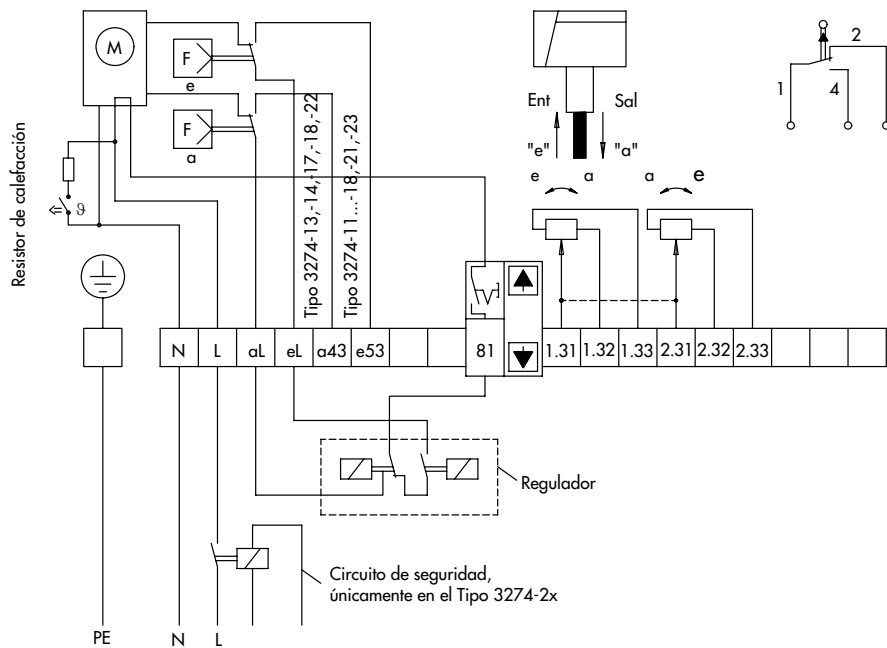 M
F
e
F
a
Resistor de calefacción
ϑ
Tipo 3274-13,-14,-17,-18,-22
Tipo 3274-11...-18,-21,-23
Ent
Sal
"e"
"a"
e
a
a
e
1
2
4
N
L
aL
eL
a43
e53
81
1.31
1.32
1.33
2.31
2.32
2.33
Regulador
Circuito de seguridad,
únicamente en el Tipo 3274-2x
PE
N
L